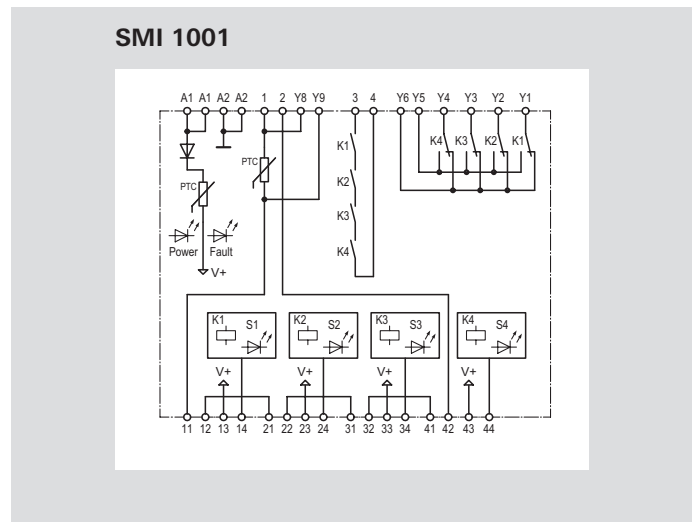 SMI 1001
A1 A1 A2 A2 1 2 Y8 Y9 3 4 Y6 Y5 Y4 Y3 Y2 Y1
K4 K3 K2 K1
K1
PTC
K2
PTC
K3
K4
Power Fault
V+
K1 S1 K2 S2 K3 S3 K4 S4
V+ V+ V+ V+
11 12 13 14 21 22 23 24 31 32 33 34 41 42 43 44